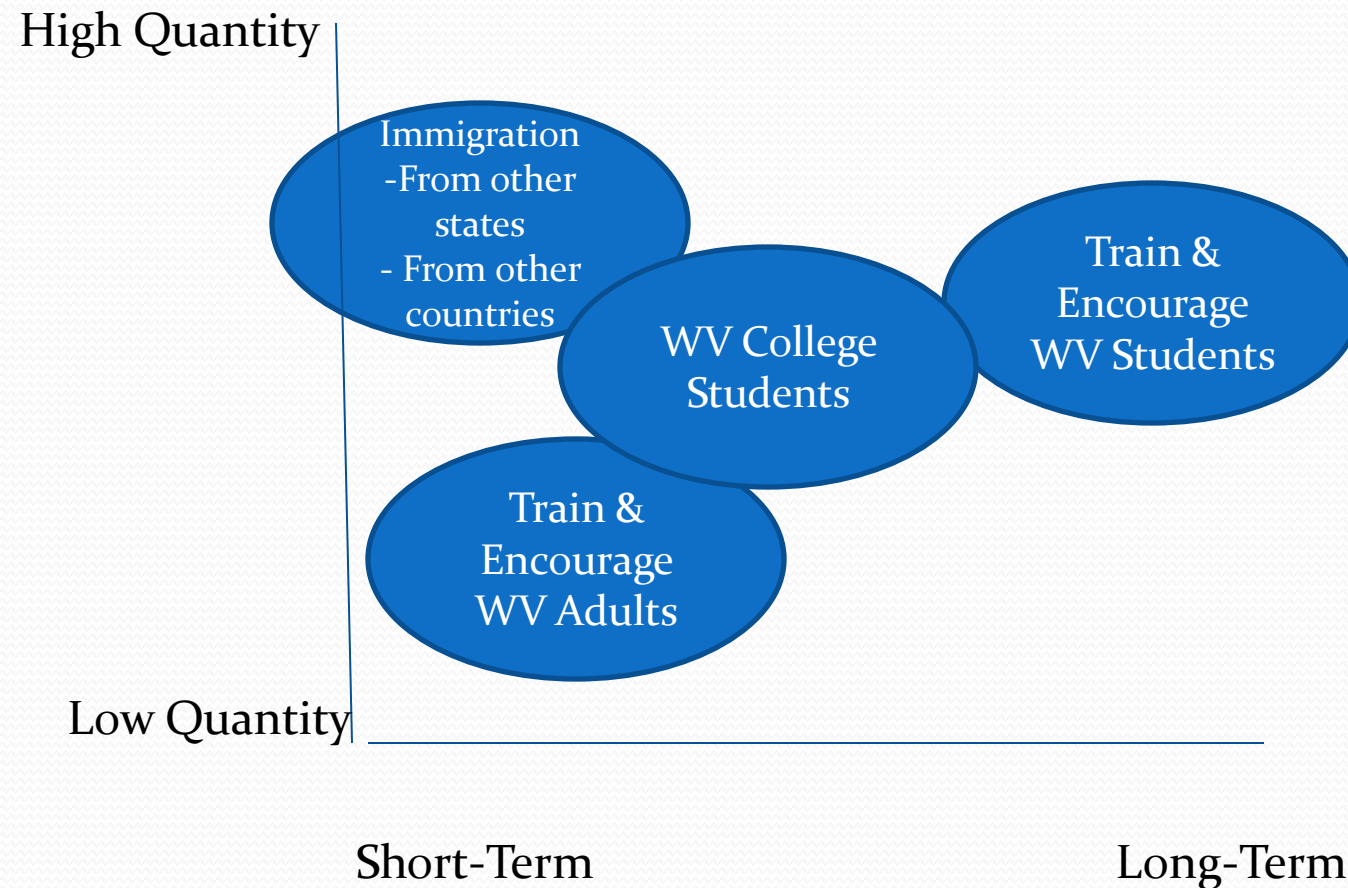 High Quantity
Immigration
-From other
states
- From other
countries
Train &
Encourage
WV Students
WV College
Students
Train &
Encourage
WV Adults
Low Quantity
Short-Term
Long-Term